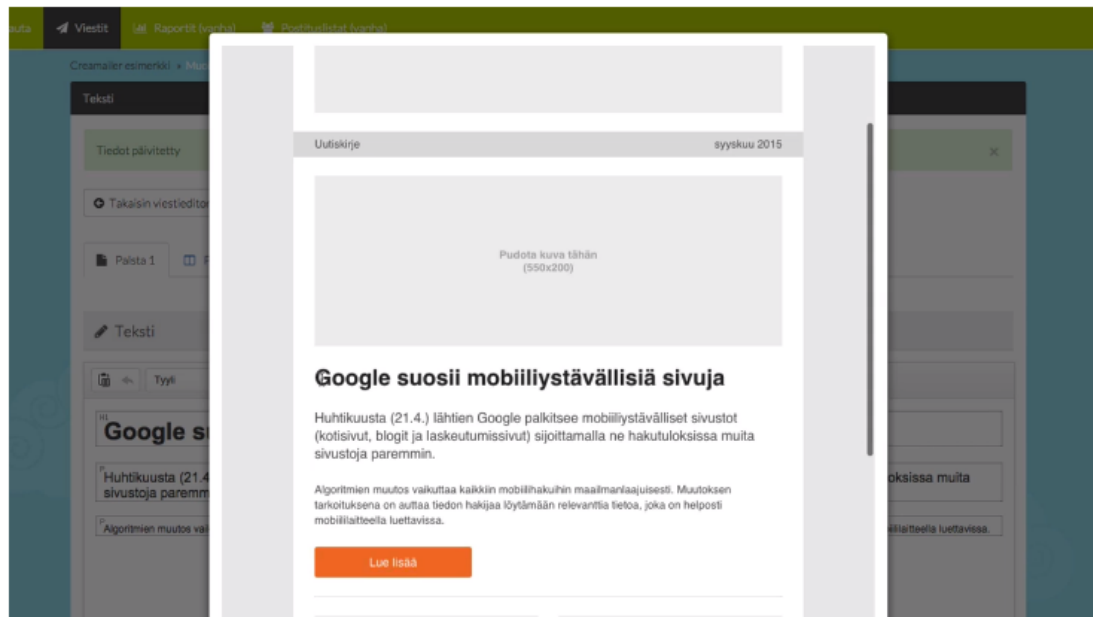 auta Viestit Raportit (vanha) Postituslistat (vanha)
Creamailer esimerkki » Muo
Teksti
Uutiskirje syyskuu 2015
Tiedot päivitetty ×
Takaisin viestieditor
Palsta 1
Pudota kuva tähän
(550x200)
Teksti
Tyyli
Google suosii mobiiliystävällisiä sivuja
Huhtikuusta (21.4.) lähtien Google palkitsee mobiiliystävälliset sivustot
(kotisivut, blogit ja laskeutumissivut) sijoittamalla ne hakutuloksissa muita
sivustoja paremmin.
Algoritmien muutos vaikuttaa kaikkiin mobiilihakuihin maailmanlaajuisesti. Muutoksen
tarkoituksena on auttaa tiedon hakijaa löytämään relevanttia tietoa, joka on helposti
mobiililaitteella luettavissa.
Lue lisää
Google su
Huhtikuusta (21.4 oksissa muita
sivustoja paremm
Algoritmien muutos vai iililaitteella luettavissa.